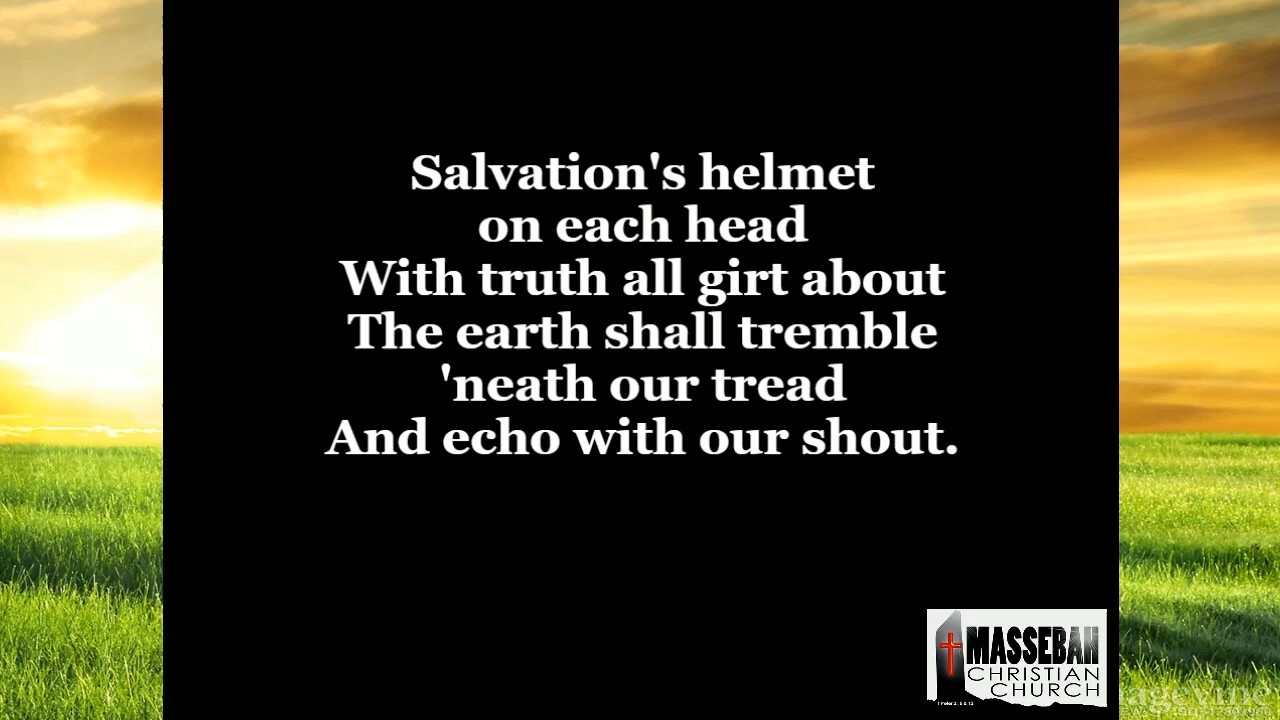 Salvation's helmet
on each head
With truth all girt about
The earth shall tremble
'neath our tread
And echo with our shout.
MASSEBAH
CHRISTIAN
CHURCH